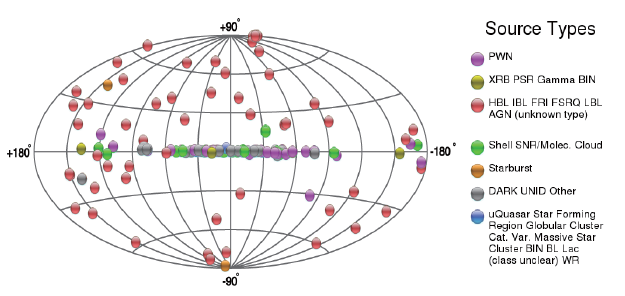 +90°
+180°
-180°
-90°
Source Types
PWN
XRB PSR Gamma BIN
HBL IBL FRI FSRQ LBL
AGN (unknown type)
Shell SNR/Molec. Cloud
Starburst
DARK UNID Other
uQuasar Star Forming
Region Globular Cluster
Cat. Var. Massive Star
Cluster BIN BL Lac
(class unclear) WR